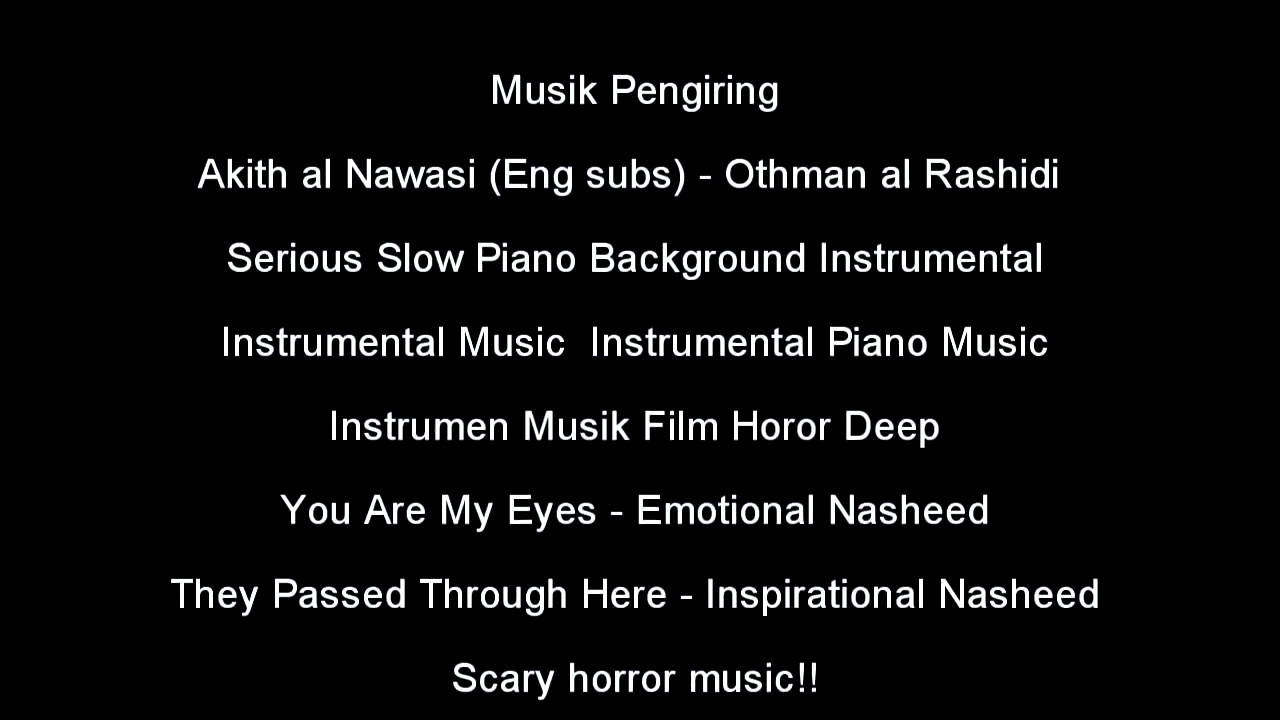 Musik Pengiring
Akith al Nawasi (Eng subs) - Othman al Rashidi
Serious Slow Piano Background Instrumental
Instrumental Music  Instrumental Piano Music
Instrumen Musik Film Horor Deep
You Are My Eyes - Emotional Nasheed
They Passed Through Here - Inspirational Nasheed
Scary horror music!!